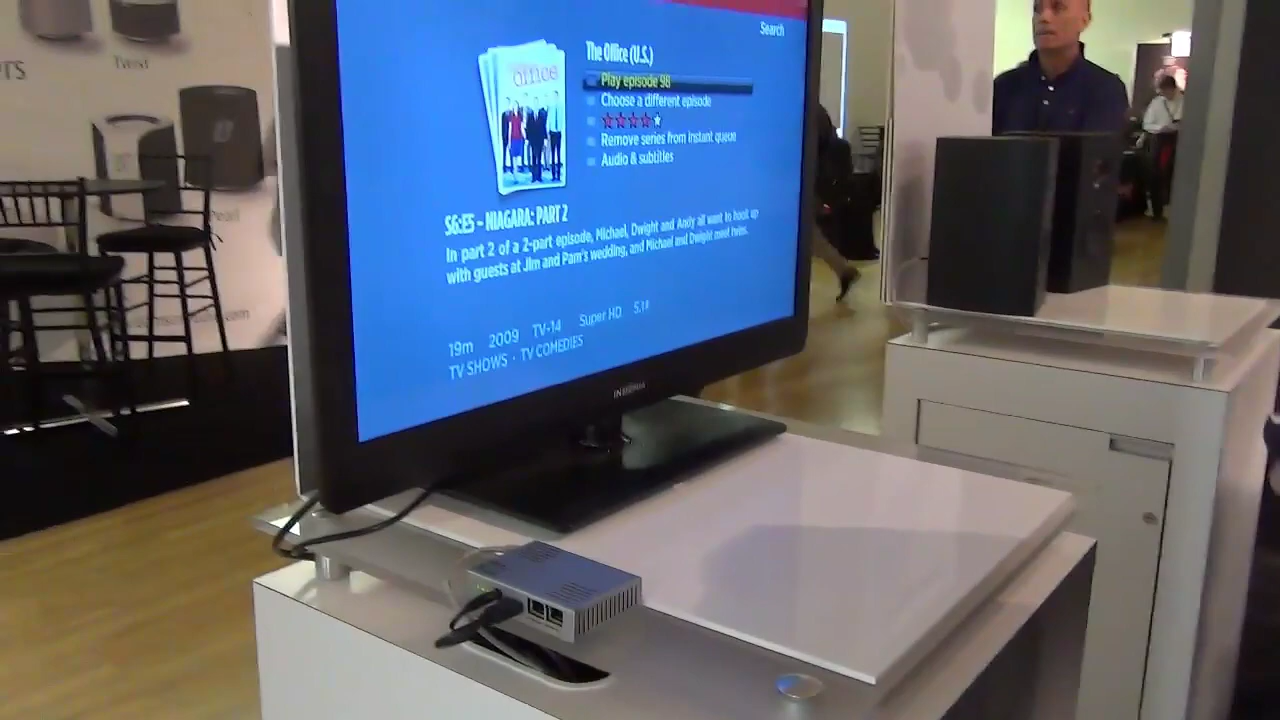 Twist
Pearl
Search
office
The Office (U.S.)
Play episode 98
Choose a different episode
Remove series from Instant queue
Audio & subtitles
S6:E5 - NIAGARA: PART 2
In part 2 of a 2-part episode, Michael, Dwight and Andy all want to hook up
with guests at Jim and Pam's wedding, and Michael and Dwight meet twins.
19m 2009 TV-14 Super HD 5.1
TV SHOWS · TV COMEDIES
INSIGNIA